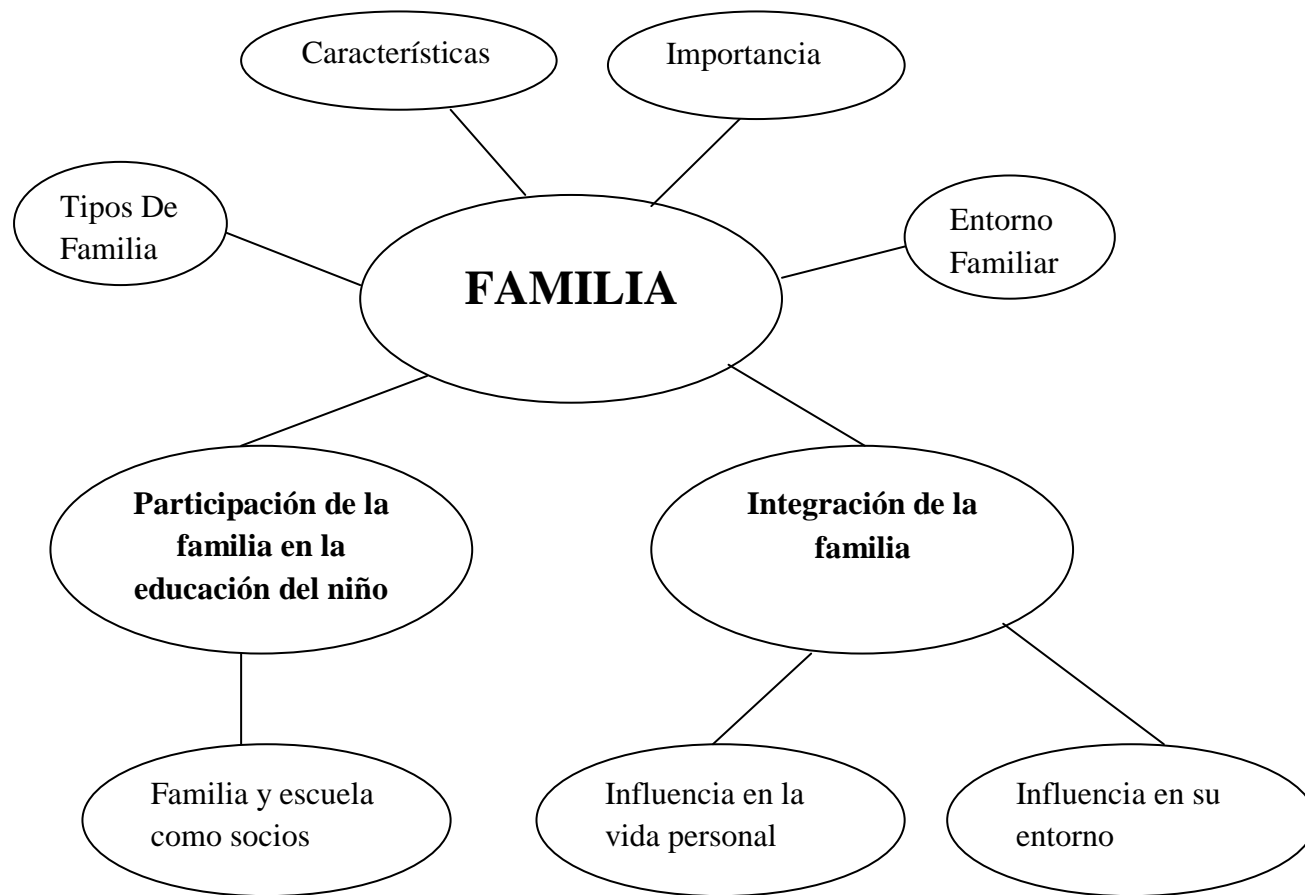 Características
Importancia
Tipos De
Familia
Entorno
Familiar
FAMILIA
Participación de la
familia en la
educación del niño
Integración de la
familia
Familia y escuela
como socios
Influencia en la
vida personal
Influencia en su
entorno